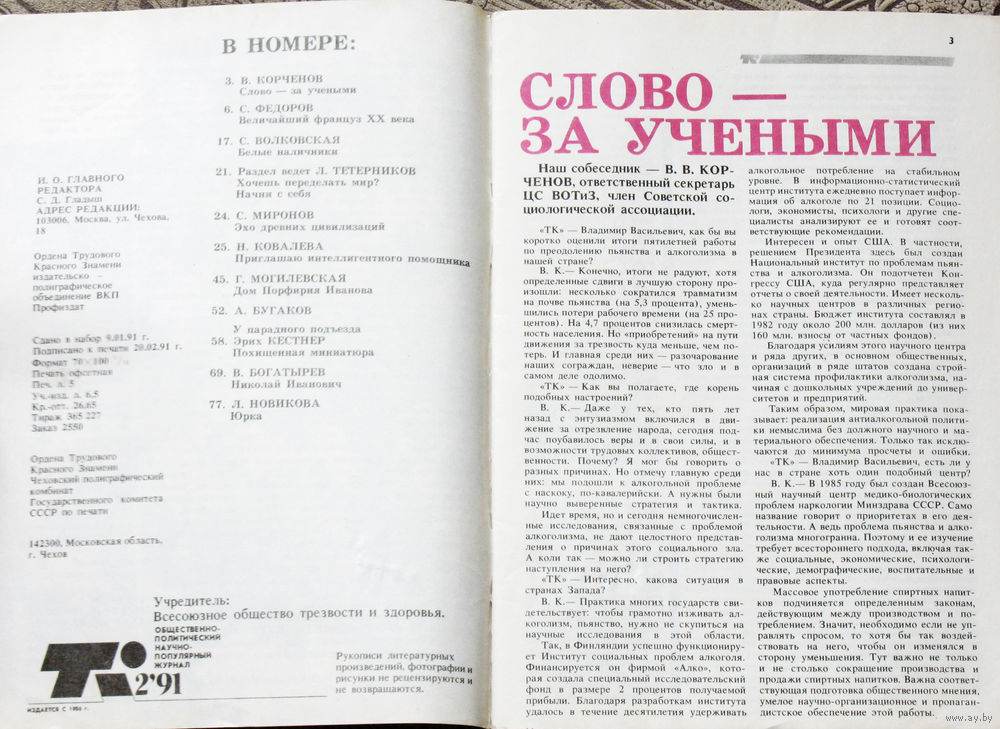 В НОМЕРЕ:
3. В. КОРЧЕНОВ
Слово — за учеными
6. С. ФЕДОРОВ
Величайший француз XX века
17. С. ВОЛКОВСКАЯ
Белые наличники
21. Раздел ведет Л. ТЕТЕРНИКОВ
Хочешь переделать мир?
Начни с себя
24. С. МИРОНОВ
Эхо древних цивилизаций
25. Н. КОВАЛЕВА
Приглашаю интеллигентного помощника
45. Г. МОГИЛЕВСКАЯ
Дом Порфирия Иванова
52. А. БУГАКОВ
У парадного подъезда
58. Эрих КЕСТНЕР
Похищенная миниатюра
69. В. БОГАТЫРЕВ
Николай Иванович
77. Л. НОВИКОВА
Юрка
И. О. ГЛАВНОГО
РЕДАКТОРА
С. Д. Гладыш
АДРЕС РЕДАКЦИИ:
103006, Москва, ул. Чехова,
18
Ордена Трудового
Красного Знамени
издательско –
полиграфическое
объединение ВКП
Профиздат
Сдано в набор 9.01.91 г.
Подписано к печати 20.02.91 г.
Формат 70×100
Печать офсетная
Печ. л. 5
Уч.-изд. л. 6,5
Кр.-отт. 26,65
Тираж 365 227
Заказ 2550
Ордена Трудового
Красного Знамени
Чеховский полиграфический
комбинат
Государственного комитета
СССР по печати
142300, Московская область,
г. Чехов
Учредитель:
Всесоюзное общество трезвости и здоровья.
ОБЩЕСТВЕННО-
ПОЛИТИЧЕСКИЙ
НАУЧНО-
ПОПУЛЯРНЫЙ
ЖУРНАЛ
ТК
2'91
ИЗДАЕТСЯ С 1986 г.
Рукописи литературных
произведений, фотографии и
рисунки не рецензируются и
не возвращаются.
3
СЛОВО —
ЗА УЧЕНЫМИ
Наш собеседник — В. В. КОР-
ЧЕНОВ, ответственный секретарь
ЦС ВОТиЗ, член Советской со-
циологической ассоциации.
«ТК» — Владимир Васильевич, как бы вы
коротко оценили итоги пятилетней работы
по преодолению пьянства и алкоголизма в
нашей стране?
В. К.— Конечно, итоги не радуют, хотя
определенные сдвиги в лучшую сторону про-
изошли: несколько сократился травматизм
на почве пьянства (на 5,3 процента), умень-
шились потери рабочего времени (на 25 про-
центов). На 4,7 процентов снизилась смерт-
ность населения. Но «приобретений» на пути
движения за трезвость куда меньше, чем по-
терь. И главная среди них — разочарование
наших сограждан, неверие — что зло и в
самом деле одолимо.
«ТК» — Как вы полагаете, где корень
подобных настроений?
В. К.— Даже у тех, кто пять лет
назад с энтузиазмом включился в дви-
жение за отрезвление народа, сегодня под-
час поубавилось веры и в свои силы, и в
возможности трудовых коллективов, общест-
венности. Почему? Я мог бы говорить о
разных причинах. Но отмечу главную среди
них: мы подошли к алкогольной проблеме
с наскоку, по-кавалерийски. А нужны были
научно выверенные стратегия и тактика.
Идет время, но и сегодня немногочислен-
ные исследования, связанные с проблемой
алкоголизма, не дают целостного представ-
ления о причинах этого социального зла.
А коли так — можно ли строить стратегию
наступления на него?
«ТК» — Интересно, какова ситуация в
странах Запада?
В. К.— Практика многих государств сви-
детельствует: чтобы грамотно изживать ал-
коголизм, пьянство, нужно не скупиться на
научные исследования в этой области.
Так, в Финляндии успешно функциониру-
ет Институт социальных проблем алкоголя.
Финансируется он фирмой «Алко», кото-
рая создала специальный исследовательский
фонд в размере 2 процентов получаемой
прибыли. Благодаря разработкам института
удалось в течение десятилетия удерживать
алкогольное потребление на стабильном
уровне. В информационно-статистический
центр института ежедневно поступает инфор-
мация об алкоголе по 21 позиции. Социо-
логи, экономисты, психологи и другие спе-
циалисты анализируют ее и готовят соот-
ветствующие рекомендации.
Интересен и опыт США. В частности,
решением Президента здесь был создан
Национальный институт по проблемам пьян-
ства и алкоголизма. Он подотчетен Кон-
грессу США, куда регулярно представляет
отчеты о своей деятельности. Имеет несколь-
ко научных центров в различных регио-
нах страны. Бюджет института составлял в
1982 году около 200 млн. долларов (из них
160 млн. взносы от частных фондов).
Благодаря усилиям этого научного центра
и ряда других, в основном общественных,
организаций в ряде штатов создана строй-
ная система профилактики алкоголизма, на-
чиная с дошкольных учреждений до универ-
ситетов и предприятий.
Таким образом, мировая практика пока-
зывает: реализация антиалкогольной полити-
ки немыслима без должного научного и ма-
териального обеспечения. Только так исклю-
чаются до минимума просчеты и ошибки.
«ТК» — Владимир Васильевич, есть ли у
нас в стране хоть один подобный центр?
В. К.— В 1985 году был создан Всесоюз-
ный научный центр медико-биологических
проблем наркологии Минздрава СССР. Само
название говорит о приоритетах в его дея-
тельности. А ведь проблема пьянства и алко-
голизма многогранна. Поэтому и ее изучение
требует всестороннего подхода, включая так-
же социальные, экономические, психологи-
ческие, демографические, воспитательные и
правовые аспекты.
Массовое употребление спиртных напит-
ков подчиняется определенным законам,
действующим между производством и по-
треблением. Значит, необходимо если не уп-
равлять спросом, то хотя бы так воздей-
ствовать на него, чтобы он изменялся в
сторону уменьшения. Тут важно не только
и не столько сокращение производства и
продажи спиртных напитков. Важна соответ-
ствующая подготовка общественного мнения,
умелое научно-организационное и пропаган-
дистское обеспечение этой работы.
www.ay.by